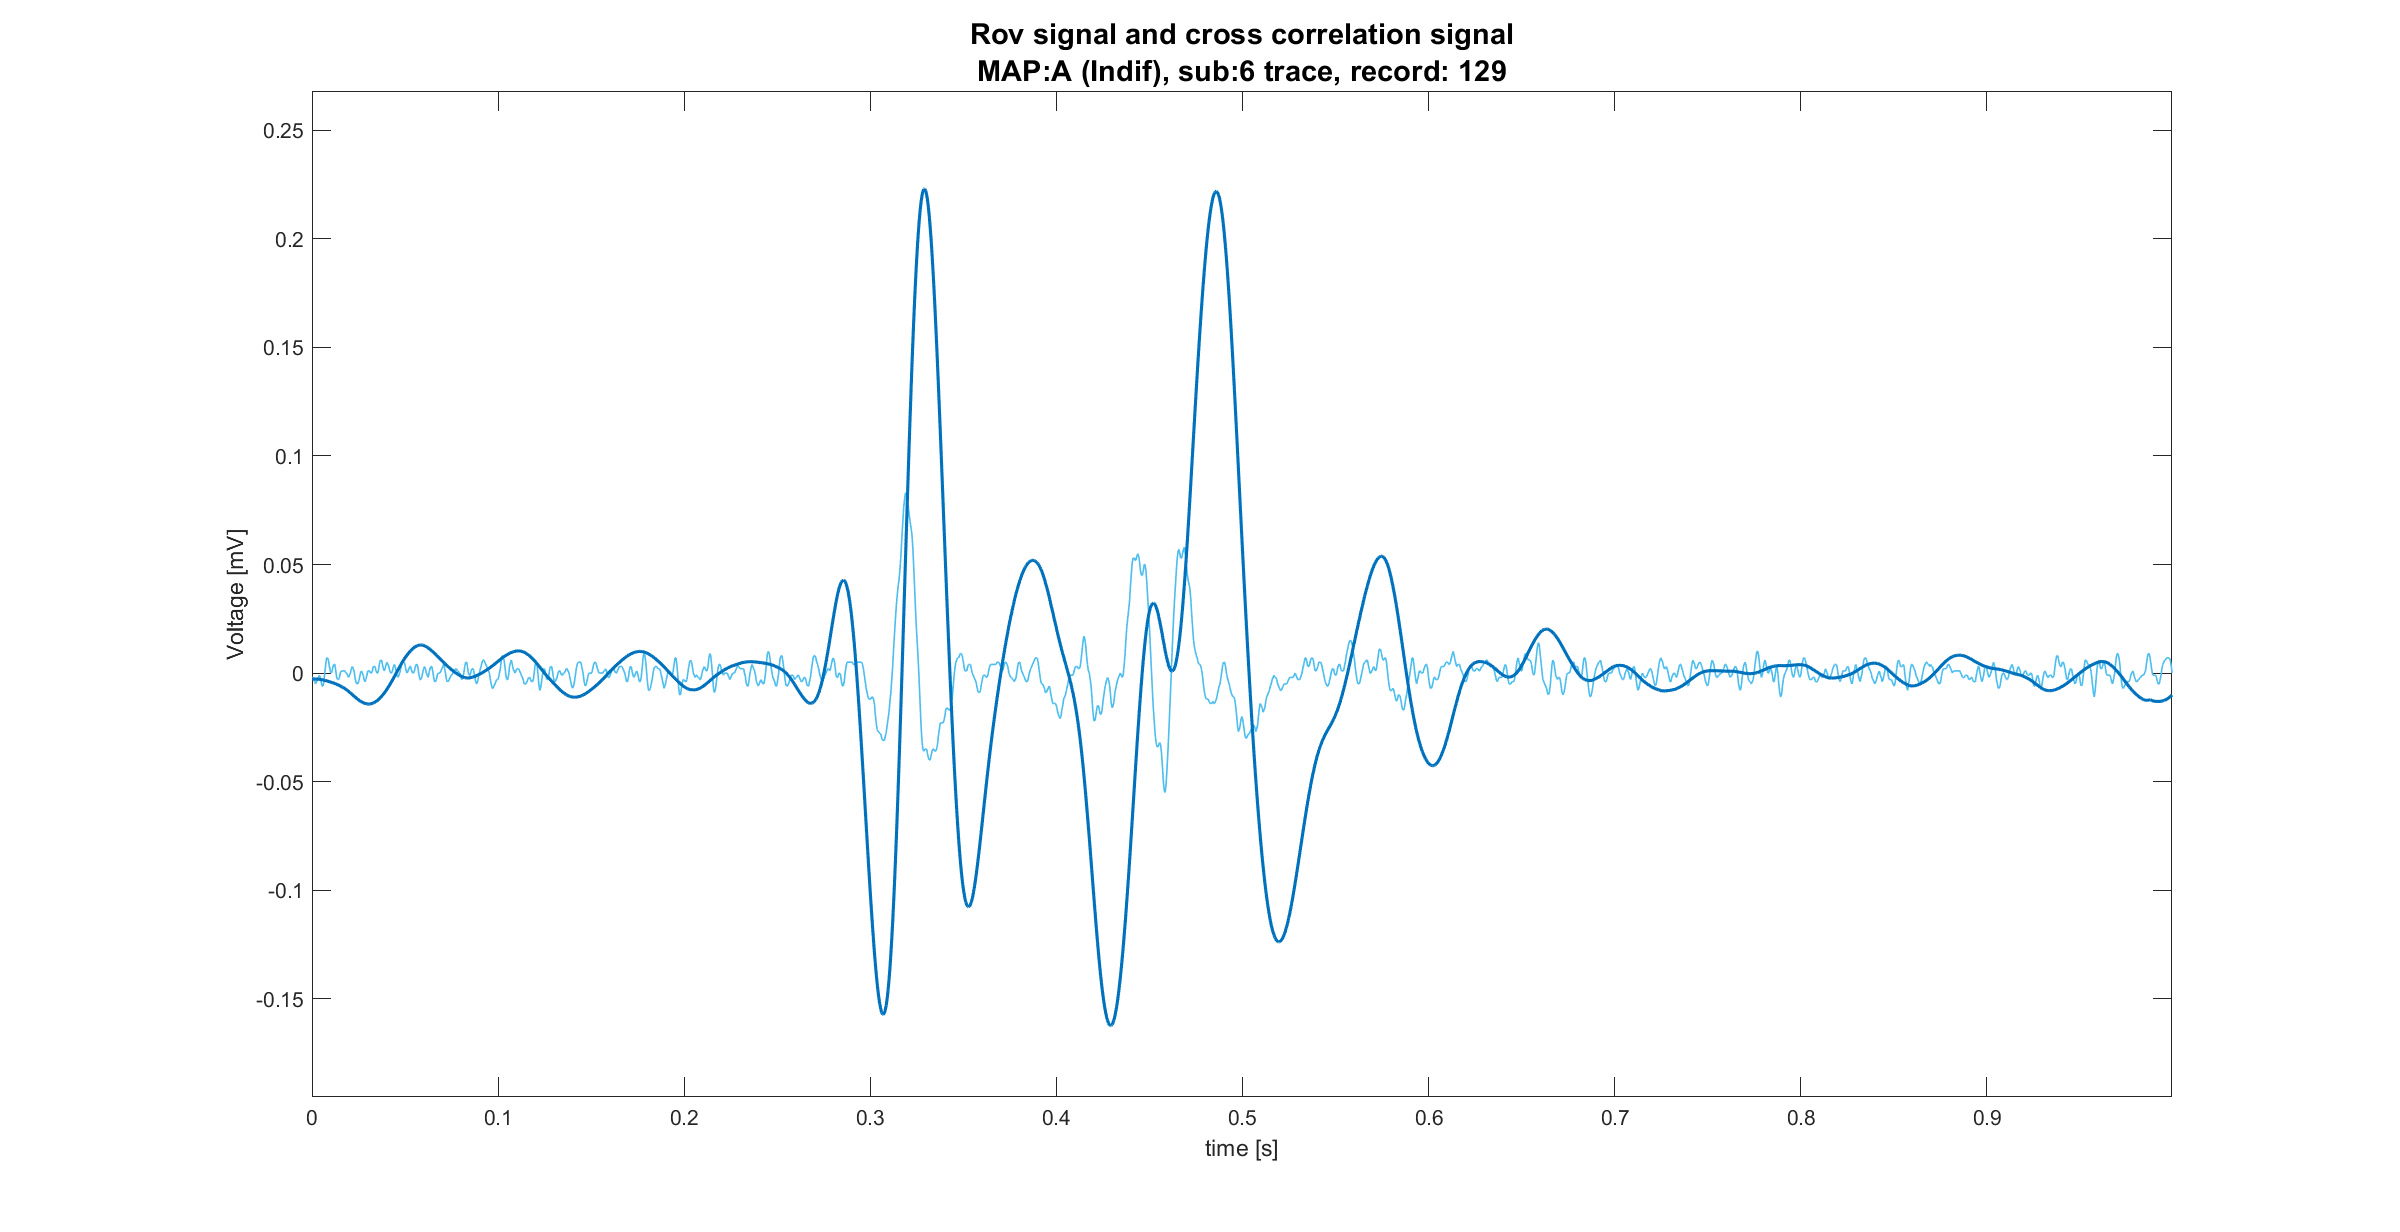 Rov signal and cross correlation signal
MAP:A (Indif), sub:6 trace, record: 129
0.25
0.2
0.15
0.1
0.05
0
-0.05
-0.1
-0.15
Voltage [mV]
0 0.1 0.2 0.3 0.4 0.5 0.6 0.7 0.8 0.9
time [s]